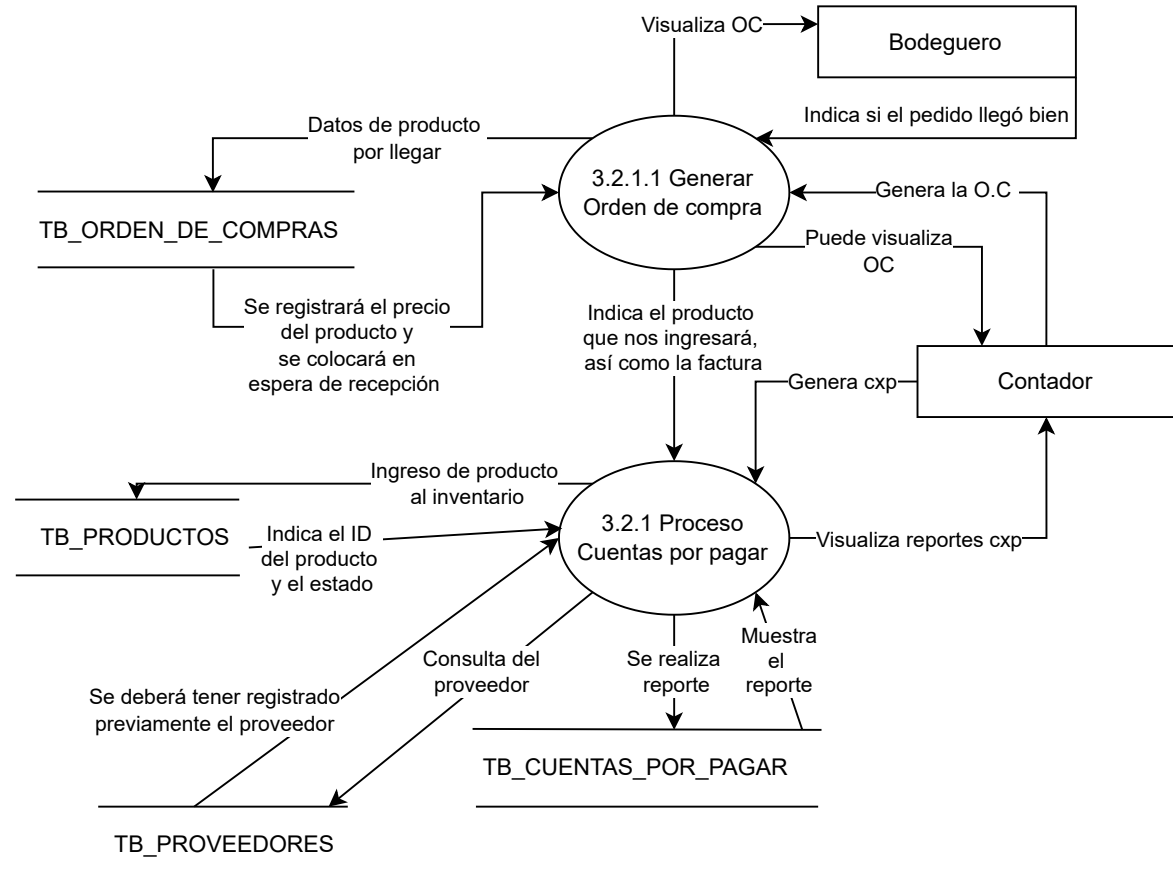 Visualiza OC
Bodeguero
Indica si el pedido llegó bien
Datos de producto
por llegar
3.2.1.1 Generar
Orden de compra
Genera la O.C
TB_ORDEN_DE_COMPRAS
Puede visualiza
OC
Se registrará el precio
del producto y
se colocará en
espera de recepción
Indica el producto
que nos ingresará,
así como la factura
Genera cxp
Contador
Ingreso de producto
al inventario
TB_PRODUCTOS
Indica el ID
del producto
y el estado
3.2.1 Proceso
Cuentas por pagar
Visualiza reportes cxp
Se deberá tener registrado
previamente el proveedor
Consulta del
proveedor
Se realiza
reporte
Muestra
el
reporte
TB_CUENTAS_POR_PAGAR
TB_PROVEEDORES